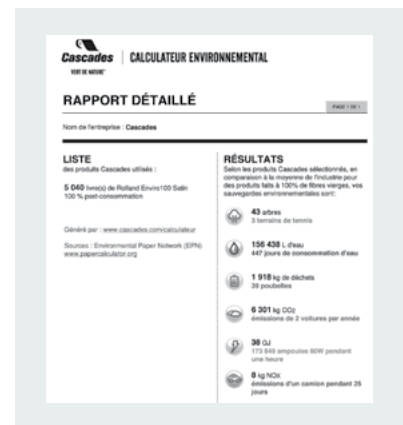 Cascades
VERT DE NATURE
CALCULATEUR ENVIRONNEMENTAL
RAPPORT DÉTAILLÉ
PAGE 1 DE 1
Nom de l'entreprise : Cascades
LISTE
des produits Cascades utilisés :
5 040 livre(s) de Rolland Enviro100 Satin
100 % post-consommation
Généré par : www.cascades.com/calculateur
Sources : Environmental Paper Network (EPN)
www.papercalculator.org
RÉSULTATS
Selon les produits Cascades sélectionnés, en
comparaison à la moyenne de l'industrie pour
des produits faits à 100% de fibres vierges, vos
sauvegardes environnementales sont:
43 arbres
3 terrains de tennis
156 438 L d'eau
447 jours de consommation d'eau
1 918 kg de déchets
39 poubelles
6 301 kg CO2
émissions de 2 voitures par année
38 GJ
173 849 ampoules 60W pendant
une heure
8 kg NOX
émissions d'un camion pendant 25
jours